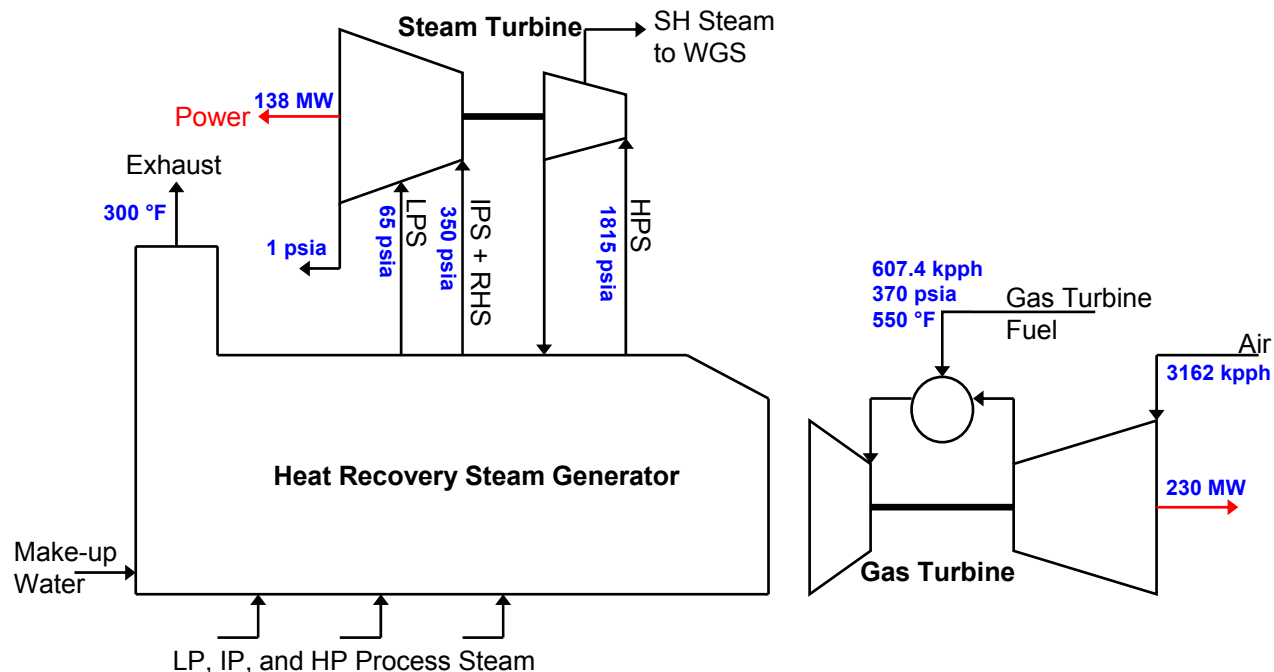 Steam Turbine
SH Steam
to WGS
138 MW
Power
Exhaust
300 °F
1 psia
LPS
65 psia
IPS + RHS
350 psia
HPS
1815 psia
607.4 kpph
370 psia
550 °F
Gas Turbine
Fuel
Air
3162 kpph
230 MW
Heat Recovery Steam Generator
Gas Turbine
Make-up
Water
LP, IP, and HP Process Steam